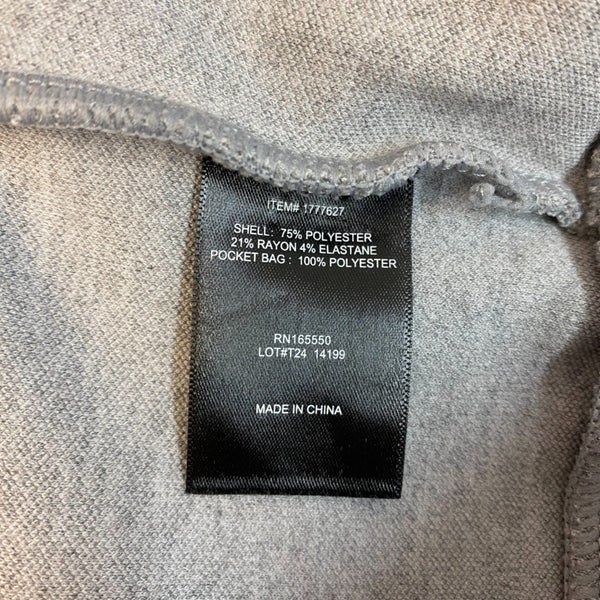 ITEM# 1777627
SHELL: 75% POLYESTER
21% RAYON 4% ELASTANE
POCKET BAG : 100% POLYESTER
RN165550
LOT#T24 14199
MADE IN CHINA